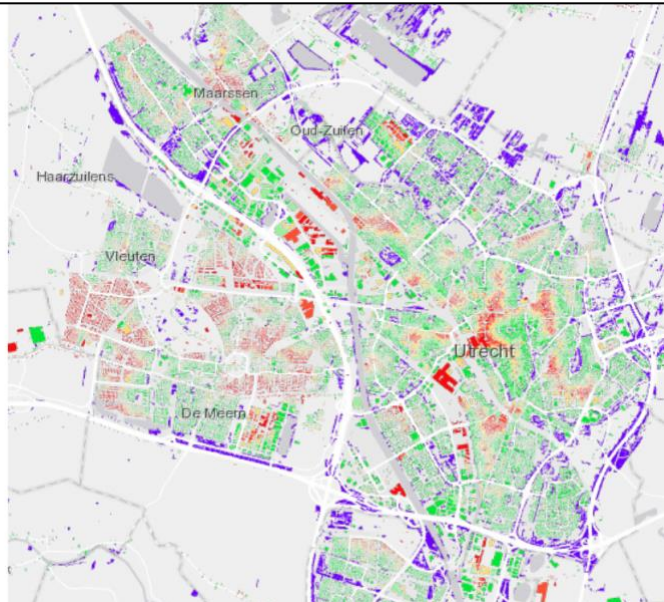 Maarssen
Oud-Zuilen
Haarzuilens
Vleuten
Utrecht
De Meern